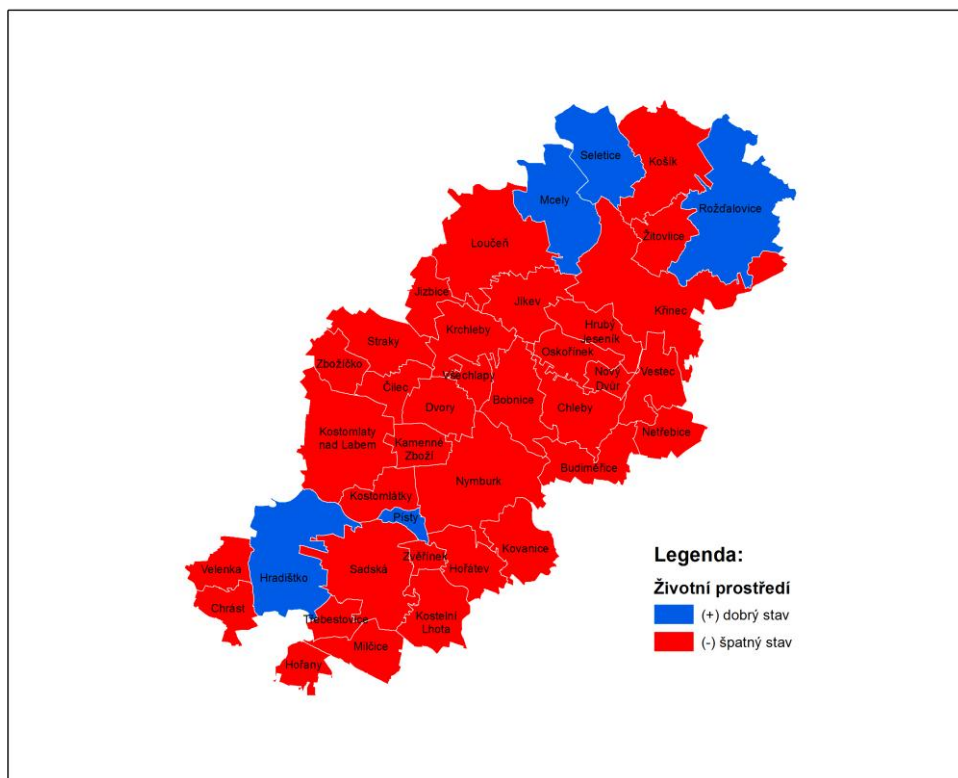 Seletice
Košík
Mcely
Rožďalovice
Žitovlice
Loučeň
Jizbice
Jíkev
Křinec
Krchleby
Hrubý
Jeseník
Straky
Oskořínek
Zbožíčko
Všechlapy
Nový
Dvůr
Vestec
Čilec
Bobnice
Dvory
Chleby
Kostomlaty
nad Labem
Netřebice
Kamenné
Zboží
Budiměřice
Nymburk
Kostomlátky
Písty
Kovanice
Zvěřínek
Velenka
Hradištko
Sadská
Hořátev
Chrást
Třebestovice
Kostelní
Lhota
Milčice
Hořany
Legenda:
Životní prostředí
(+) dobrý stav
(-) špatný stav